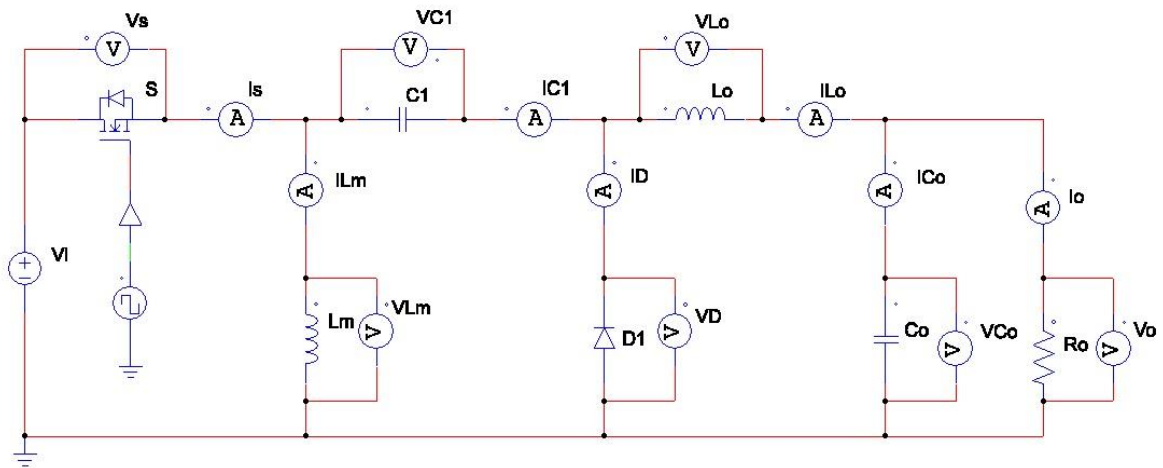 Vs
VC1
VLo
S
Is
C1
IC1
Lo
ILo
ILm
ID
ICo
Io
VI
Lm
VLm
D1
VD
Co
VCo
Ro
Vo
V
V
V
A
A
A
A
A
A
A
V
V
V
V